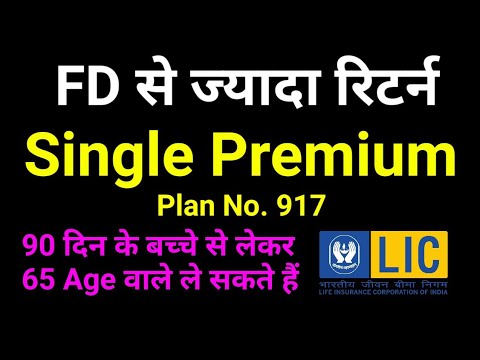 FD से ज्यादा रिटर्न
Single Premium
Plan No. 917
90 दिन के बच्चे से लेकर
65 Age वाले ले सकते हैं
LIC
भारतीय जीवन बीमा निगम
LIFE INSURANCE CORPORATION OF INDIA